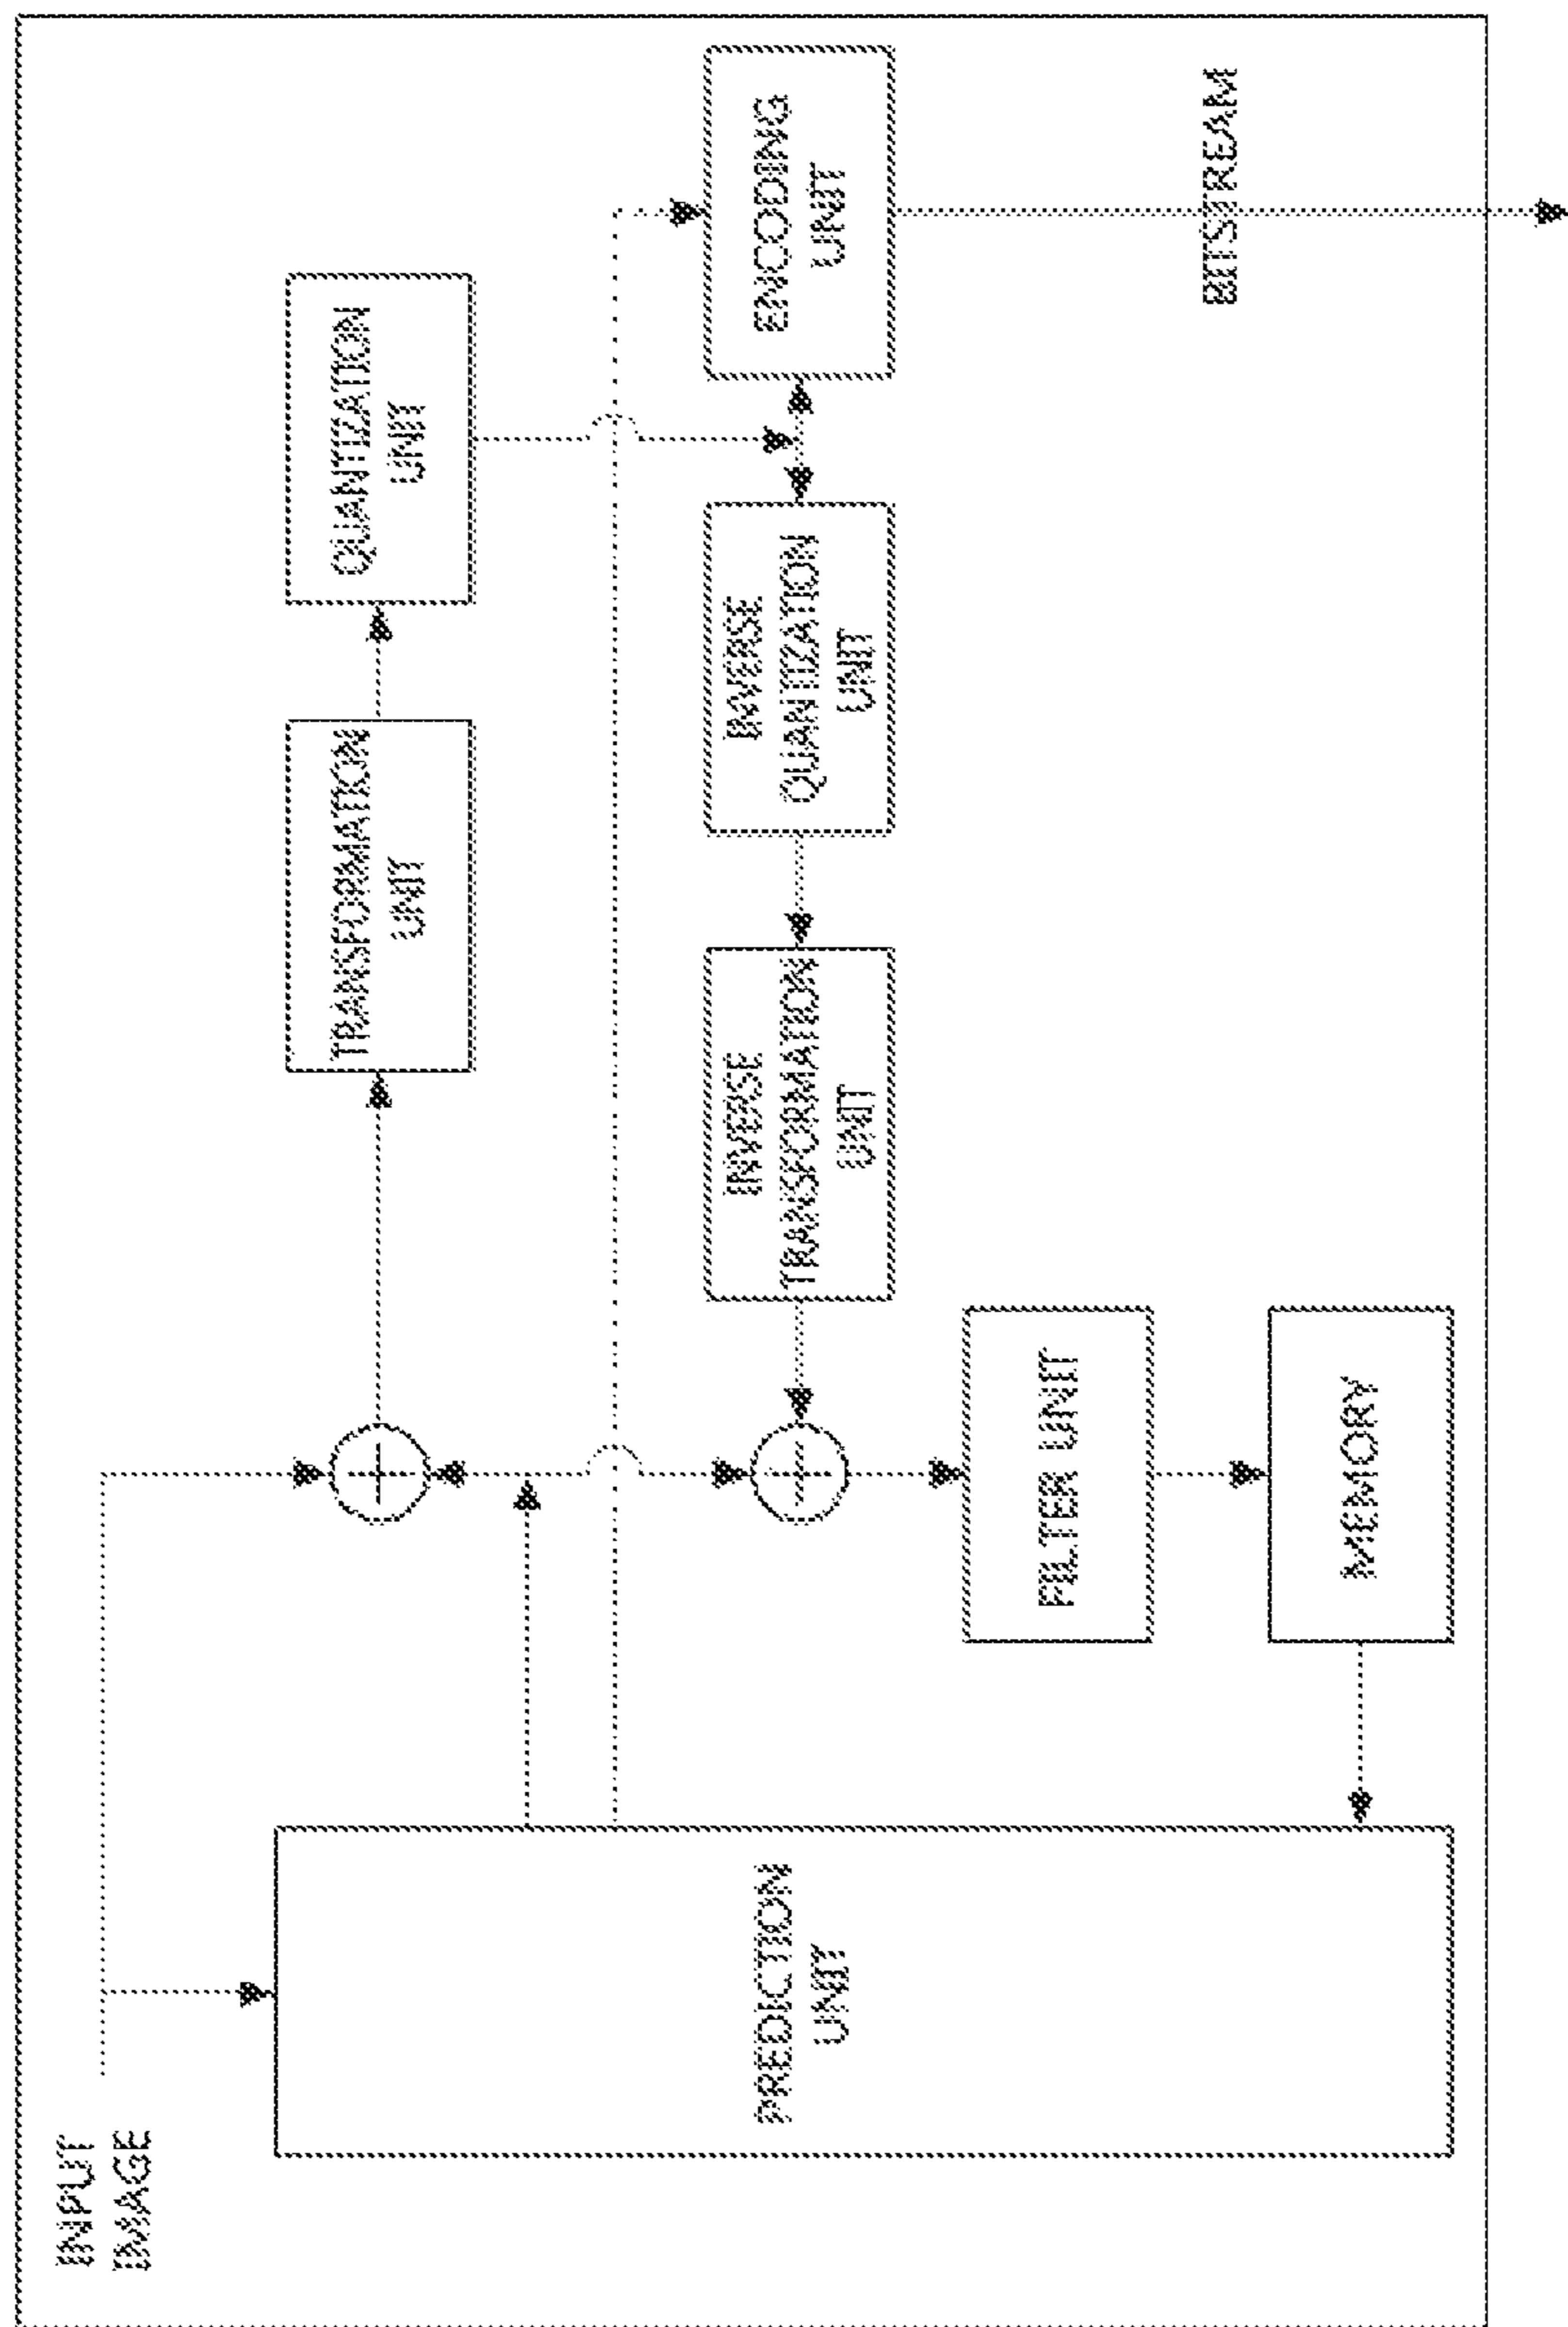 INPUT
IMAGE
TRANSFORMATION
UNIT
QUANTIZATION
UNIT
PREDICTION
UNIT
INVERSE
TRANSFORMATION
UNIT
INVERSE
QUANTIZATION
UNIT
ENCODING
UNIT
FILTER UNIT
BITSTREAM
MEMORY